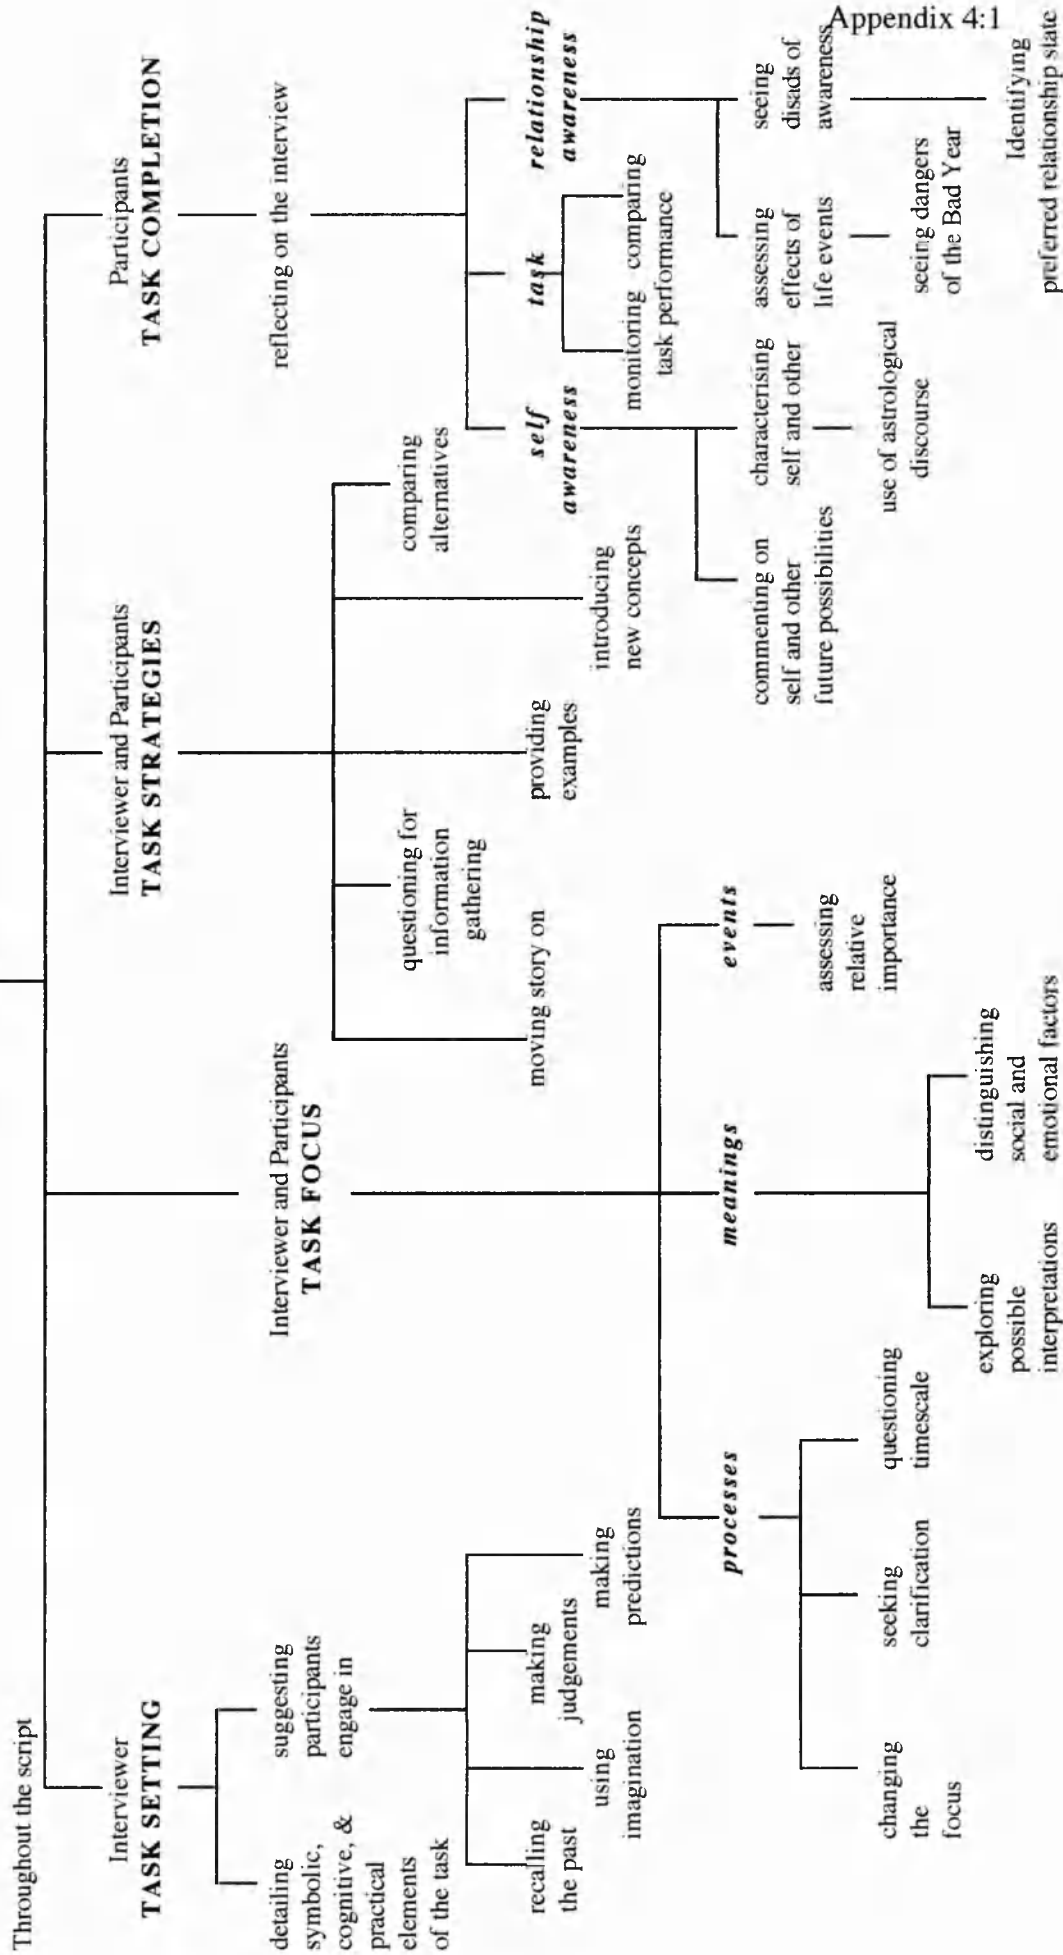 Appendix 4:1
Throughout the script
Interviewer
TASK SETTING
detailing
symbolic,
cognitive, &
practical
elements
of the task
suggesting
participants
engage in
recalling
the past
using
imagination
making
judgements
making
predictions
Interviewer and Participants
TASK FOCUS
processes
changing
the
focus
seeking
clarification
questioning
timescale
meanings
exploring
possible
interpretations
distinguishing
social and
emotional factors
events
assessing
relative
importance
Interviewer and Participants
TASK STRATEGIES
moving story on
questioning for
information
gathering
providing
examples
introducing
new concepts
comparing
alternatives
Participants
TASK COMPLETION
reflecting on the interview
self
awareness
commenting on
self and other
future possibilities
characterising
self and other
use of astrological
discourse
task
monitoring comparing
task performance
relationship
awareness
assessing
effects of
life events
seeing dangers
of the Bad Year
seeing
disads of
awareness
Identifying
preferred relationship state